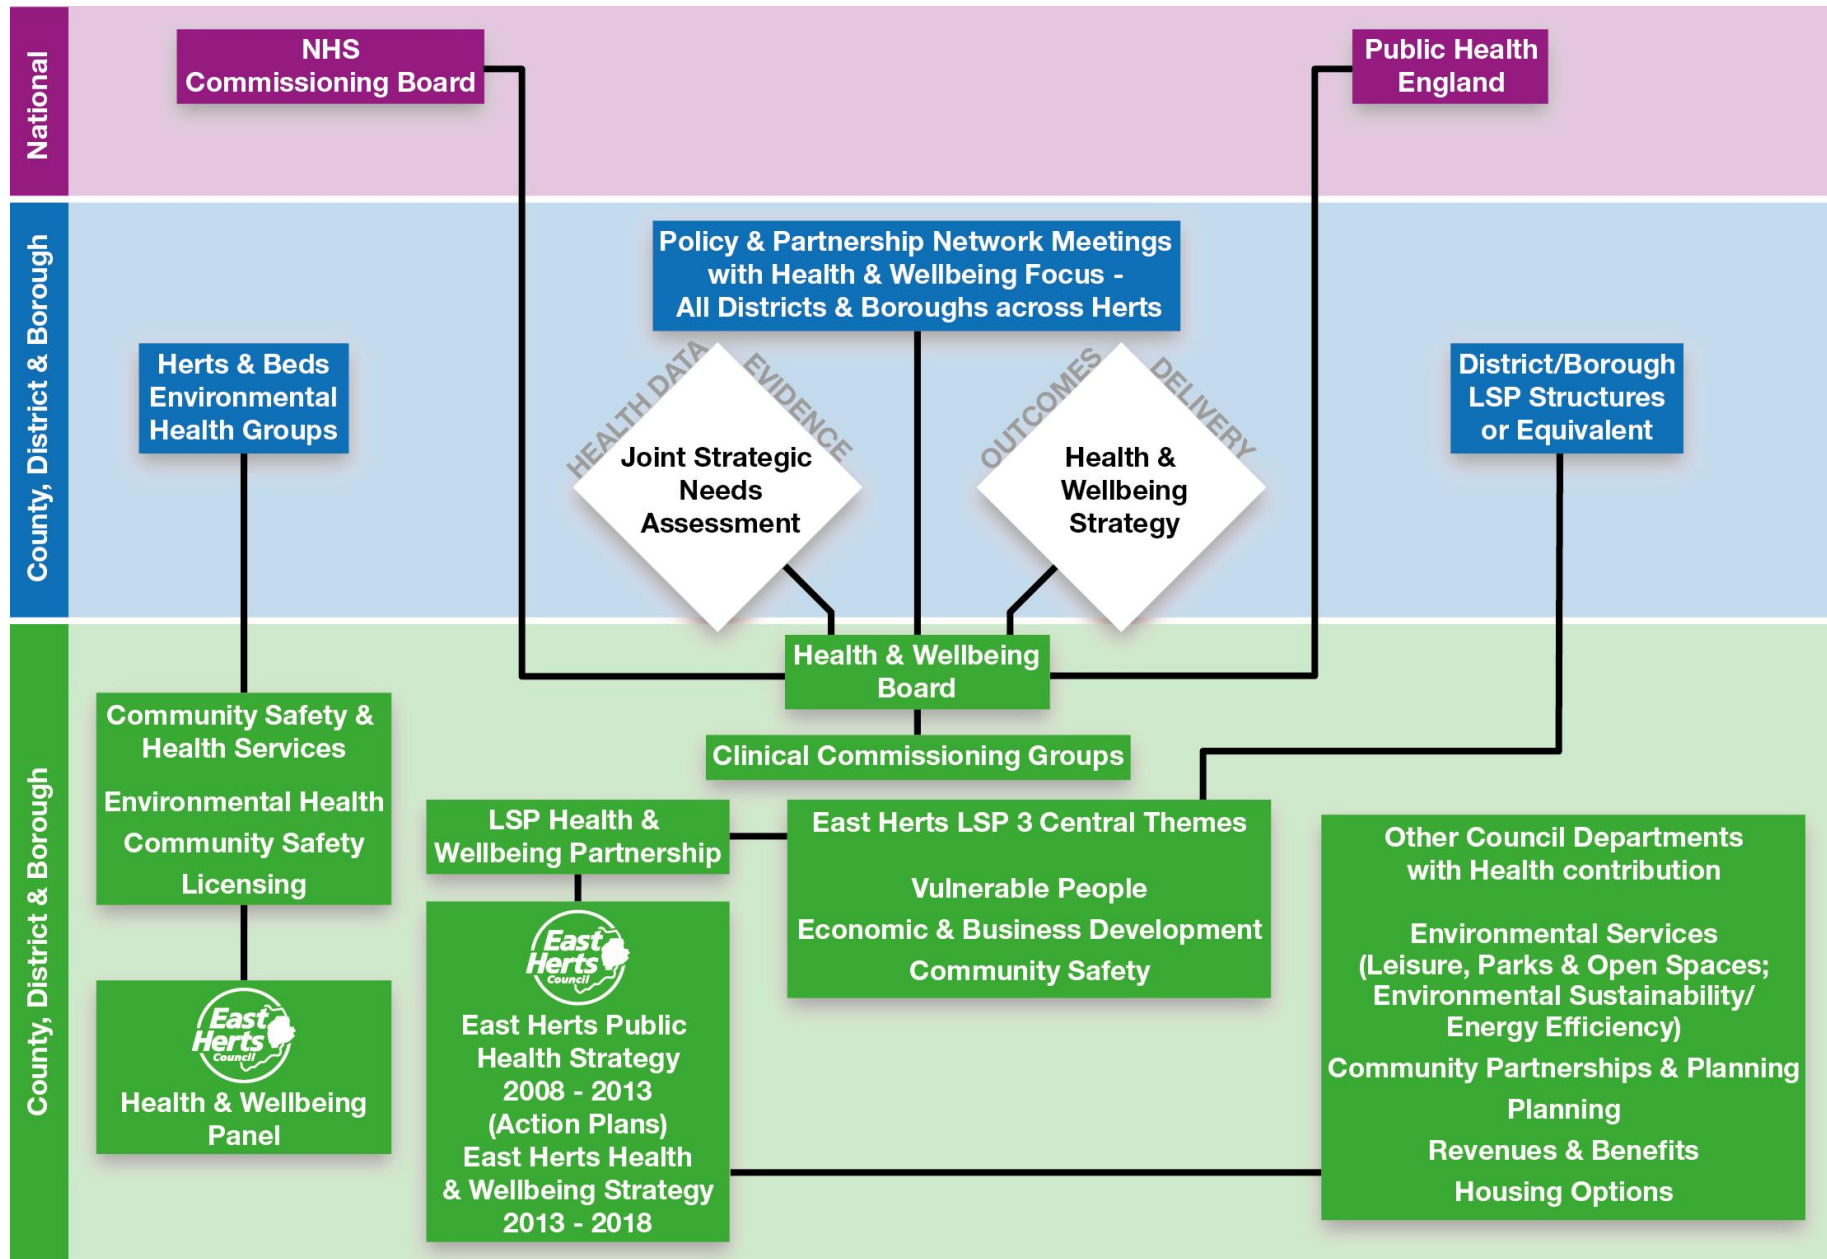 National
NHS
Commissioning Board
Public Health
England
County, District & Borough
Policy & Partnership Network Meetings
with Health & Wellbeing Focus -
All Districts & Boroughs across Herts
Herts & Beds
Environmental
Health Groups
HEALTH DATA
EVIDENCE
Joint Strategic
Needs
Assessment
OUTCOMES
DELIVERY
Health &
Wellbeing
Strategy
District/Borough
LSP Structures
or Equivalent
County, District & Borough
Health & Wellbeing
Board
Clinical Commissioning Groups
Community Safety &
Health Services
Environmental Health
Community Safety
Licensing
East
Herts
Council
Health & Wellbeing
Panel
LSP Health &
Wellbeing Partnership
East
Herts
Council
East Herts Public
Health Strategy
2008 - 2013
(Action Plans)
East Herts Health
& Wellbeing Strategy
2013 - 2018
East Herts LSP 3 Central Themes
Vulnerable People
Economic & Business Development
Community Safety
Other Council Departments
with Health contribution
Environmental Services
(Leisure, Parks & Open Spaces;
Environmental Sustainability/
Energy Efficiency)
Community Partnerships & Planning
Planning
Revenues & Benefits
Housing Options